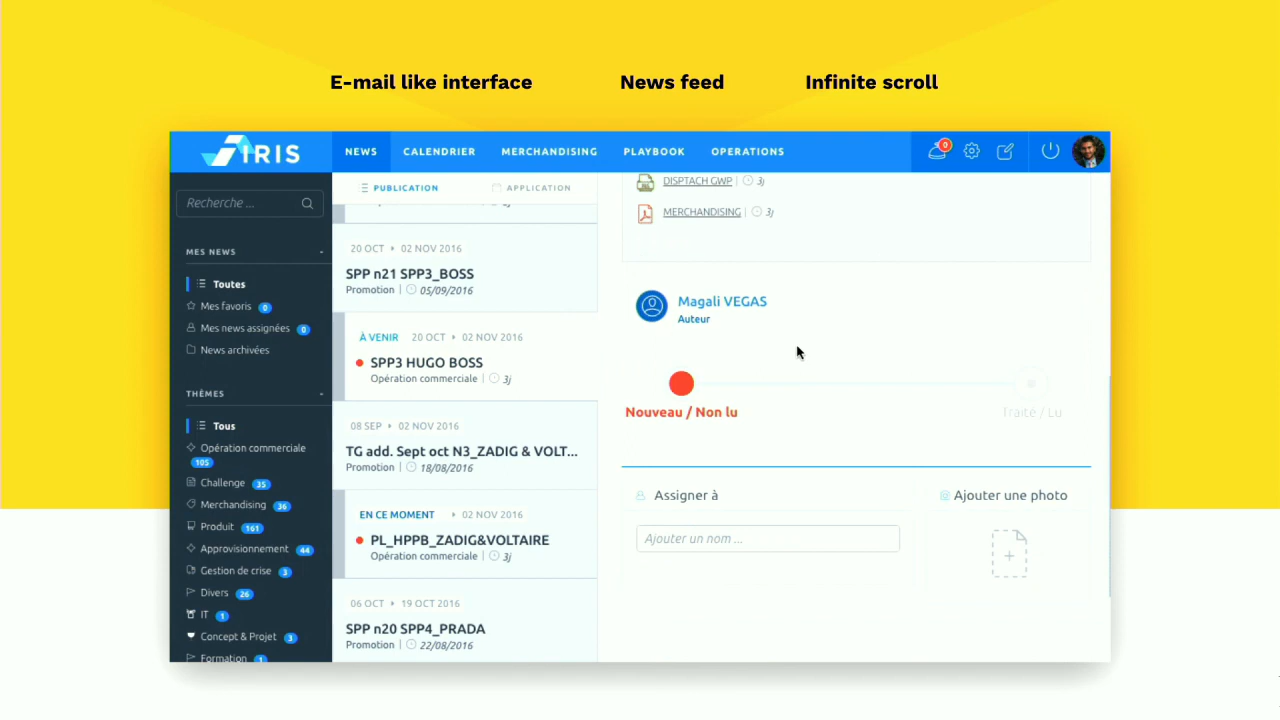 E-mail like interface
News feed
Infinite scroll
IRIS
NEWS
CALENDRIER
MERCHANDISING
PLAYBOOK
OPERATIONS
0
Recherche ...
MES NEWS
-
Toutes
Mes favoris 0
Mes news assignées 0
News archivées
THÈMES
-
Tous
Opération commerciale
105
Challenge 35
Merchandising 36
Produit 161
Approvisionnement 44
Gestion de crise 3
Divers 26
IT 1
Concept & Projet 3
Formation 1
PUBLICATION
APPLICATION
20 OCT 02 NOV 2016
SPP n21 SPP3_BOSS
Promotion | 05/09/2016
À VENIR 20 OCT 02 NOV 2016
SPP3 HUGO BOSS
Opération commerciale | 3j
08 SEP 02 NOV 2016
TG add. Sept oct N3_ZADIG & VOLT...
Promotion | 18/08/2016
EN CE MOMENT 02 NOV 2016
PL_HPPB_ZADIG&VOLTAIRE
Opération commerciale | 3j
06 OCT 19 OCT 2016
SPP n20 SPP4_PRADA
Promotion | 22/08/2016
DISPTACH GWP | 3j
MERCHANDISING | 3j
Magali VEGAS
Auteur
Nouveau / Non lu
Traité / Lu
Assigner à
Ajouter un nom ...
Ajouter une photo